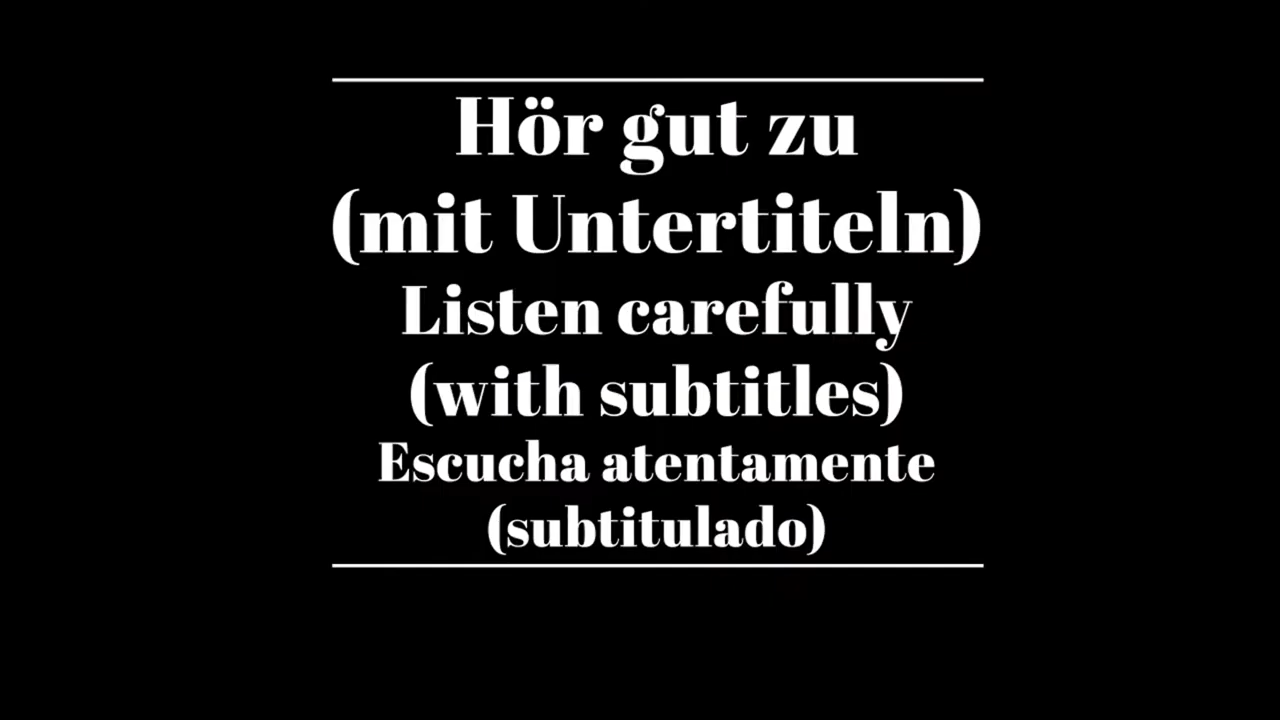 Hör gut zu
(mit Untertiteln)
Listen carefully
(with subtitles)
Escucha atentamente
(subtitulado)